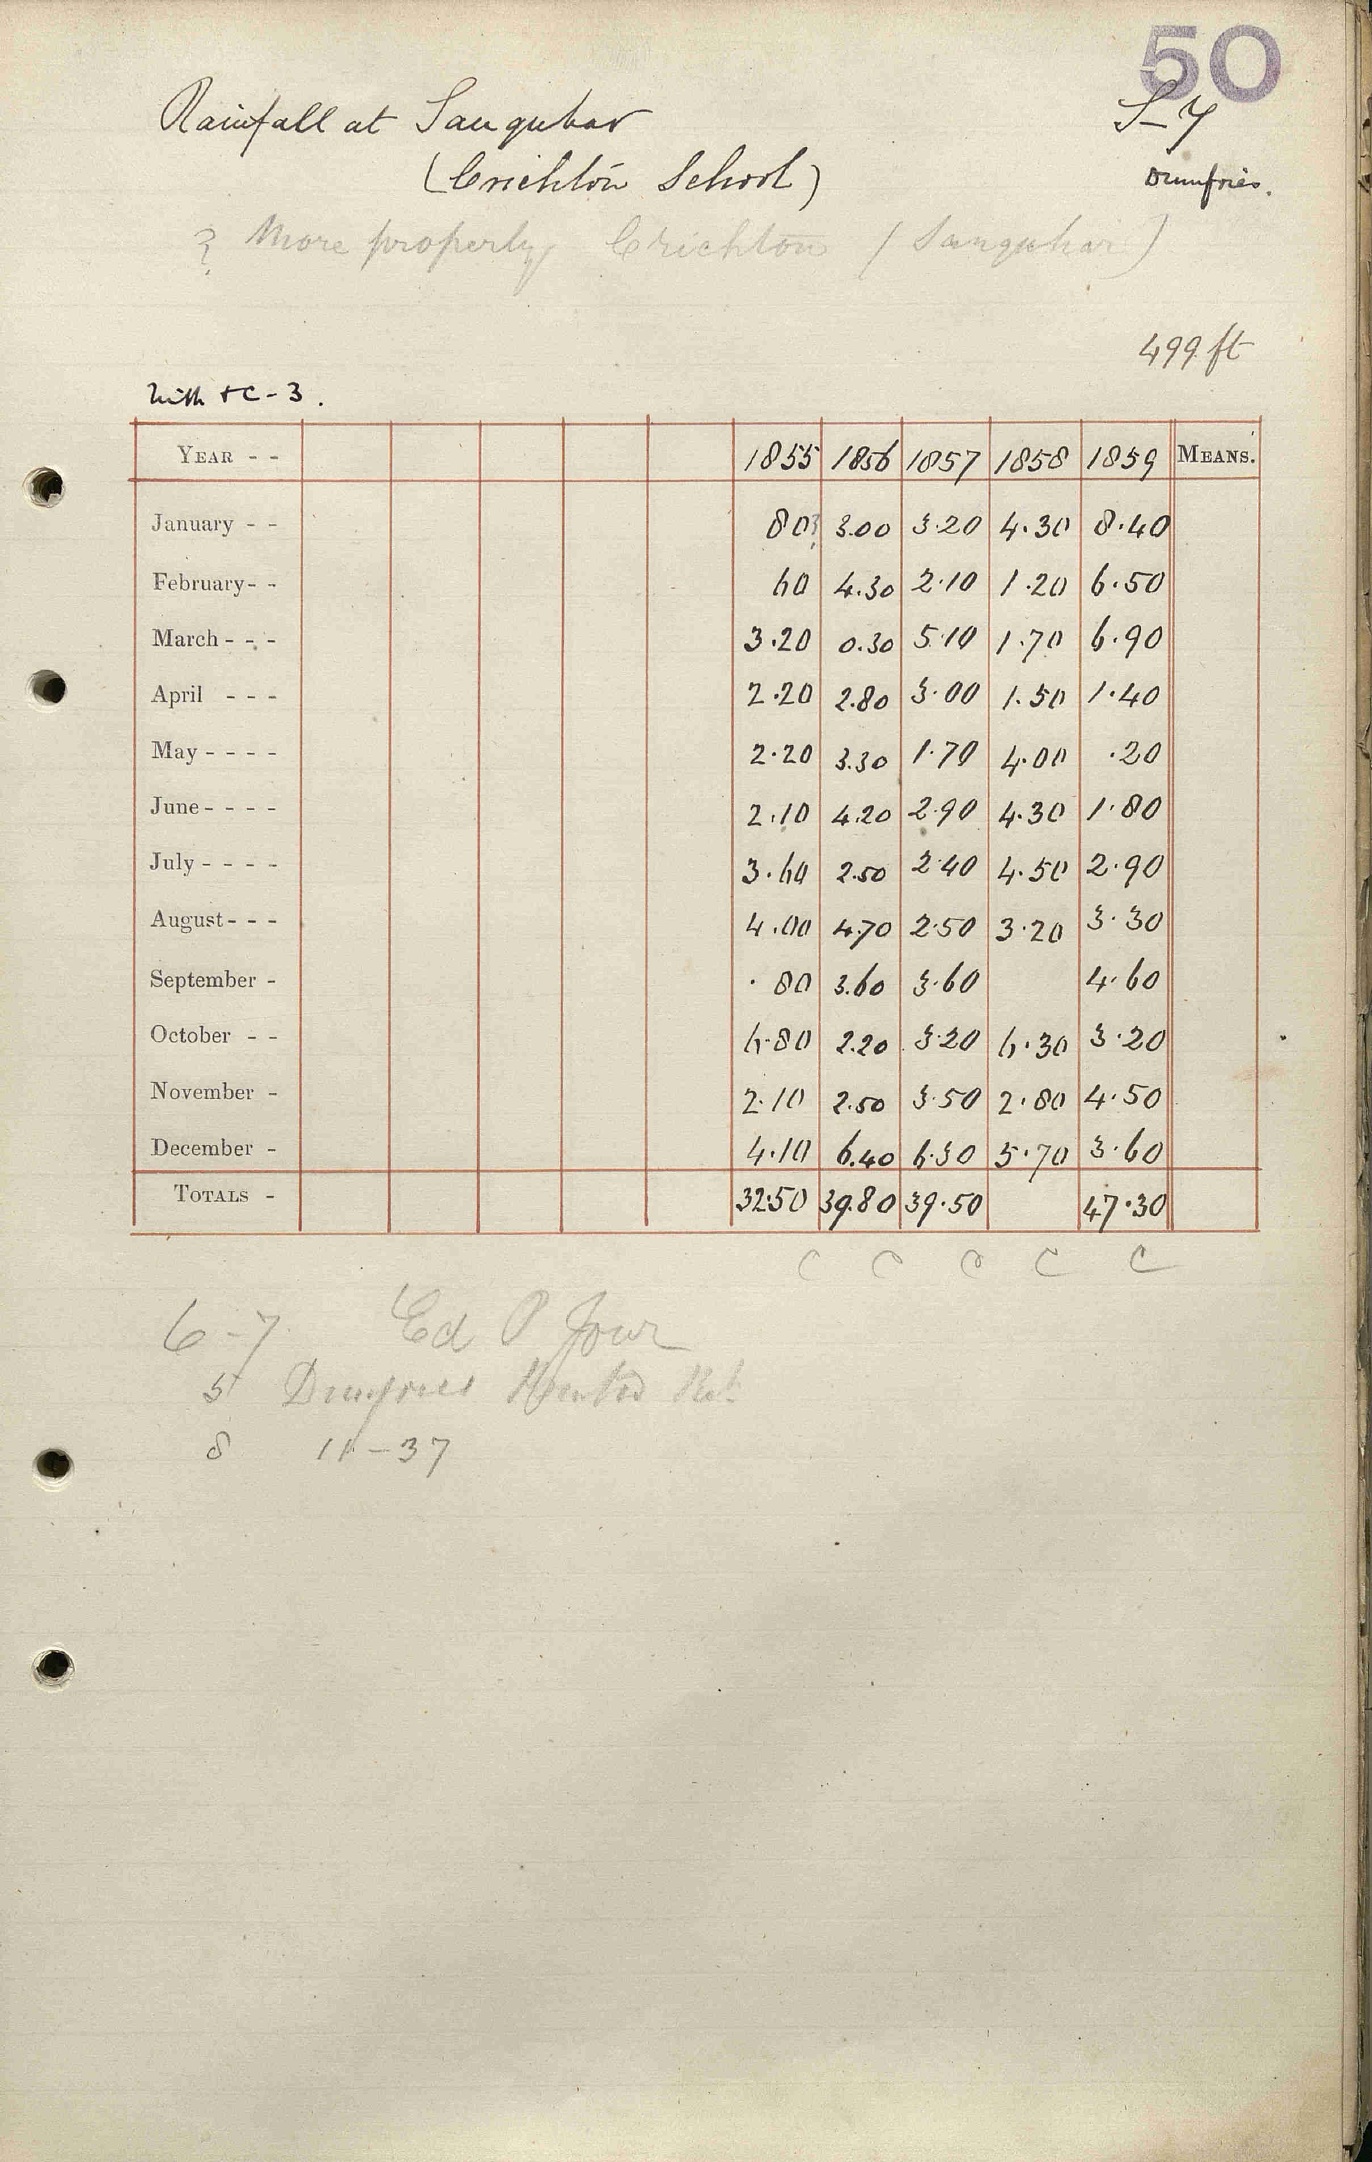 50
Rainfall at Sanquhar
S-7
(Crichton School)
Dumfries.
? More properly Crichton (Sanquhar)
499 ft
With + C - 3.
YEAR - - 1855 1856 1857 1858 1859 MEANS.
January - - 80? 3.00 3.20 4.30 8.40
February - - 60 4.30 2.10 1.20 6.50
March - - - 3.20 0.30 5.10 1.70 6.90
April - - - 2.20 2.80 3.00 1.50 1.40
May - - - - 2.20 3.30 1.70 4.00 .20
June - - - - 2.10 4.20 2.90 4.30 1.80
July - - - - 3.60 2.50 2.40 4.50 2.90
August - - - 4.00 4.70 2.50 3.20 3.30
September - .80 3.60 3.60 4.60
October - - 6.80 2.20 3.20 6.30 3.20
November - 2.10 2.50 3.50 2.80 4.50
December - 4.10 6.40 6.30 5.70 3.60
TOTALS - 32.50 39.80 39.50 47.30
C C C C C
6-7 Ed P Jour
5 Dumfries
8 11-37